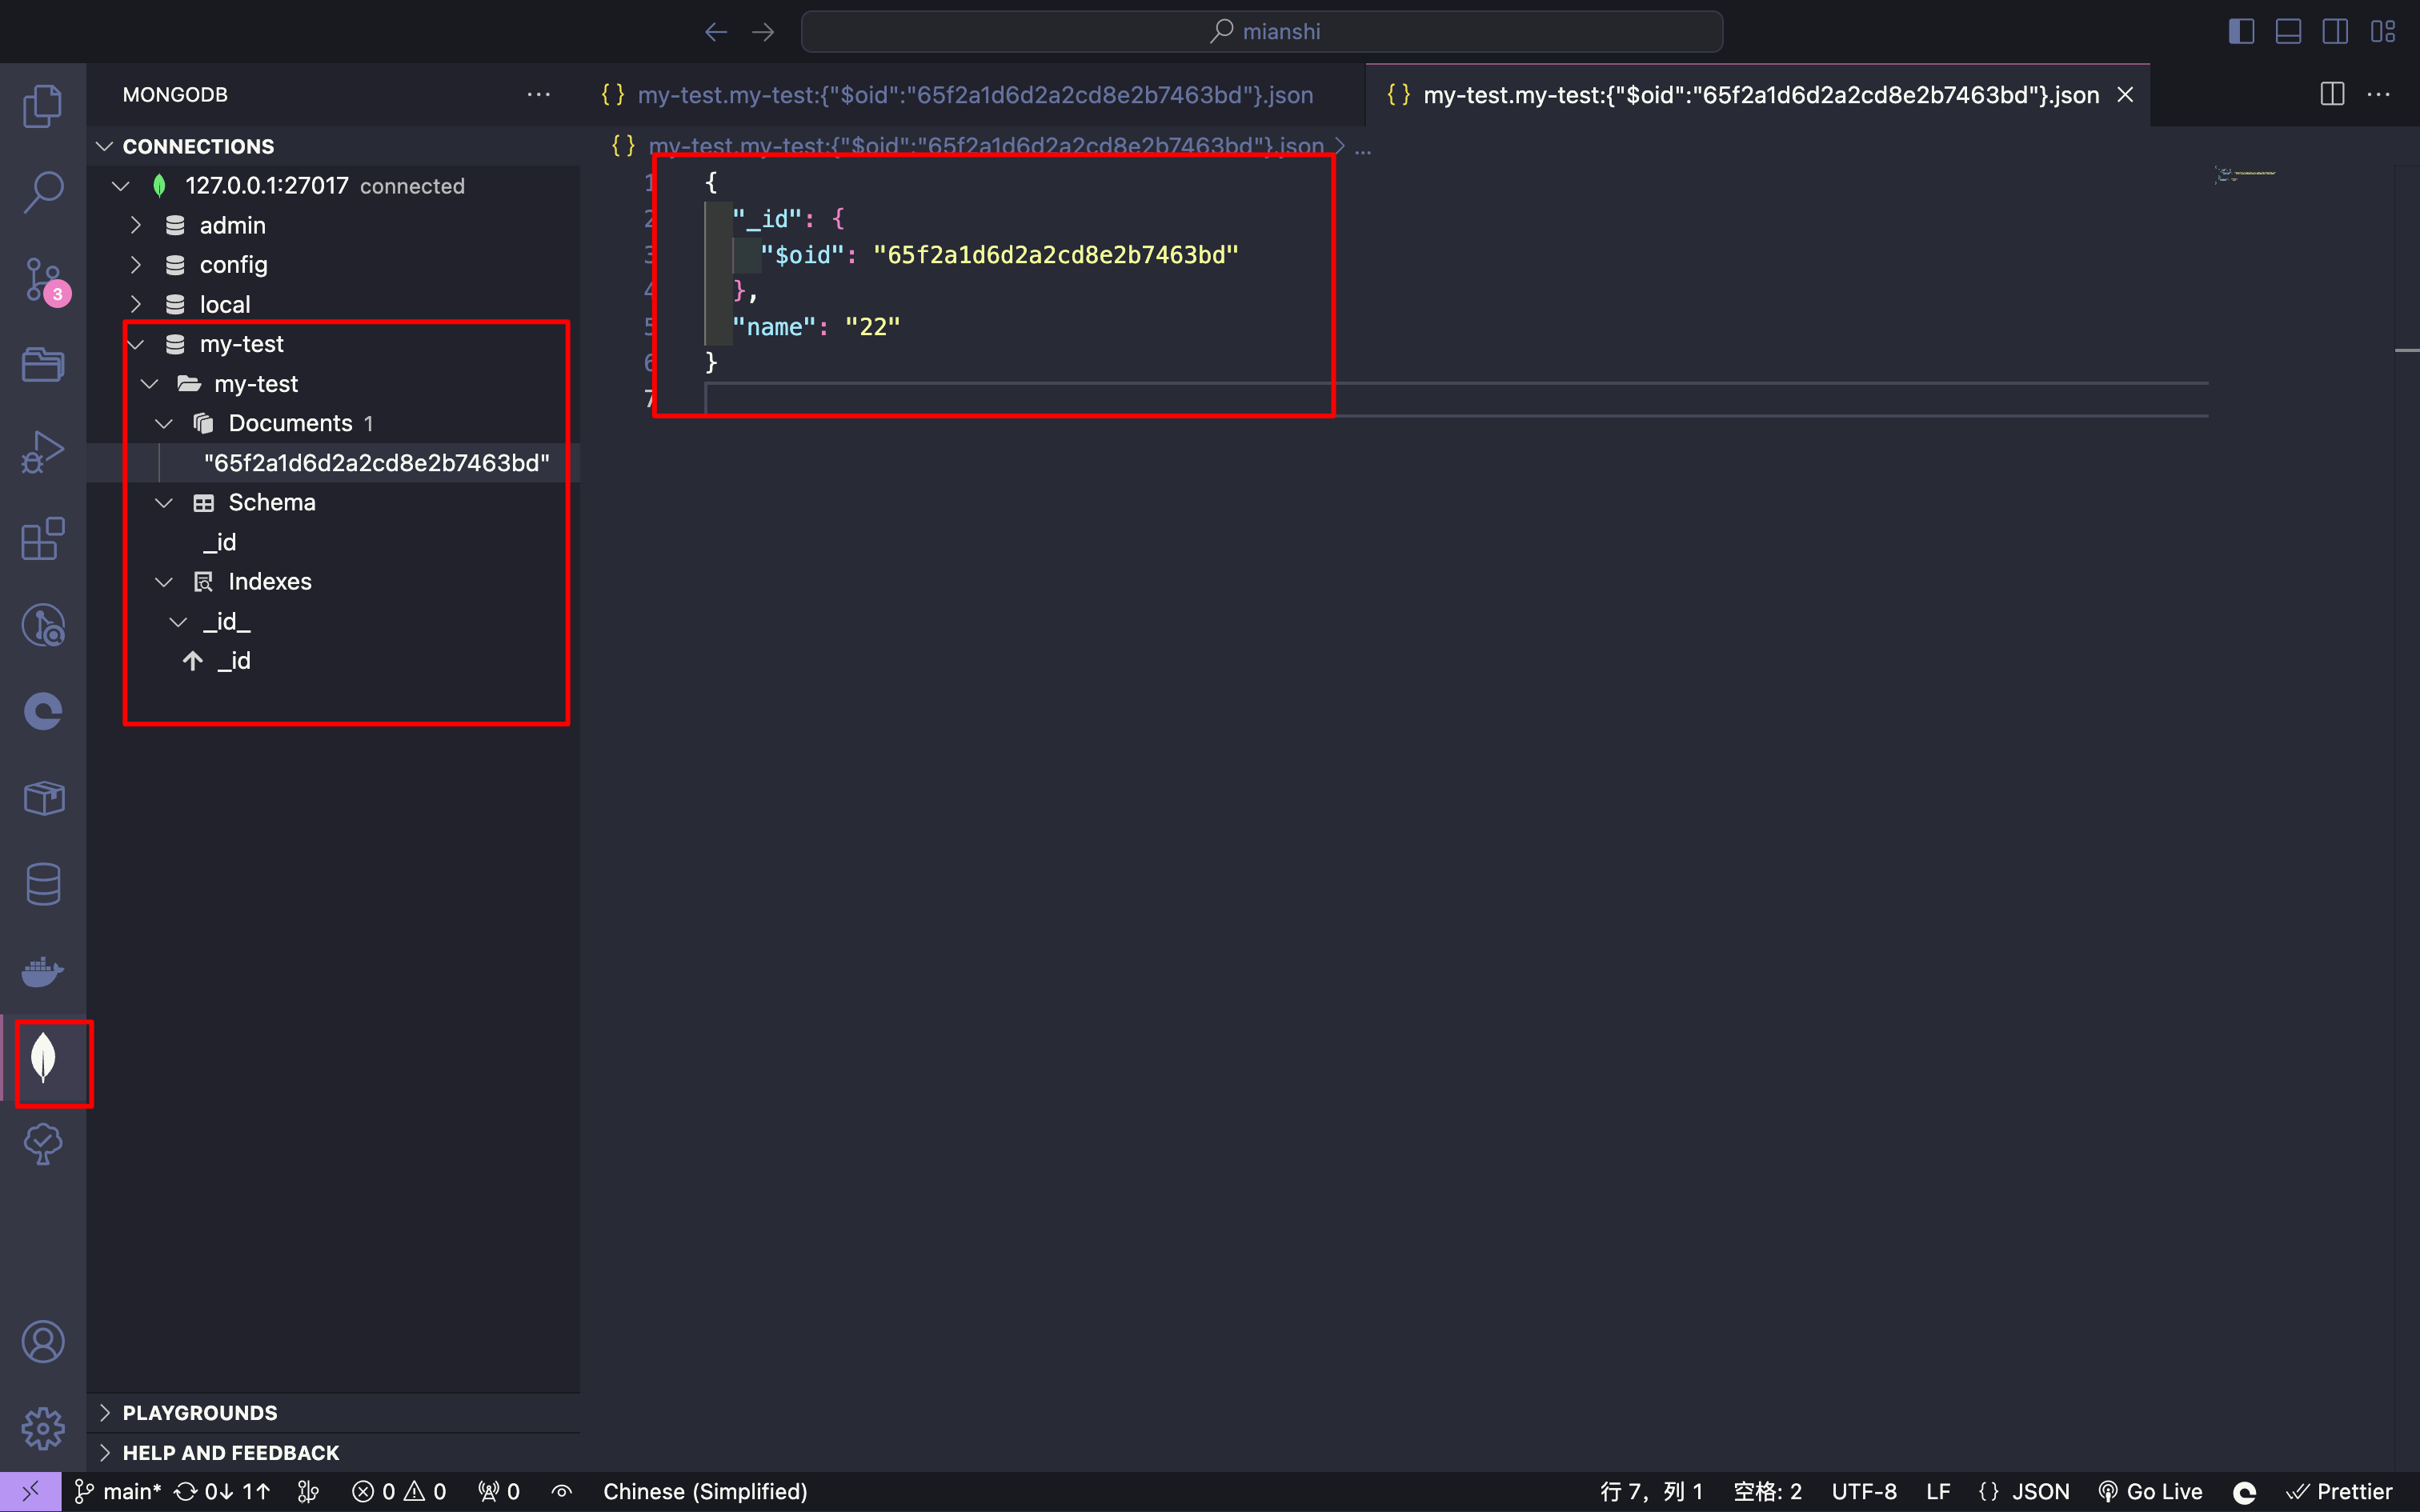 mianshi
MONGODB
my-test.my-test:{"$oid":"65f2a1d6d2a2cd8e2b7463bd"}.json
my-test.my-test:{"$oid":"65f2a1d6d2a2cd8e2b7463bd"}.json
my-test.my-test:{"$oid":"65f2a1d6d2a2cd8e2b7463bd"}.json > ...
CONNECTIONS
127.0.0.1:27017 connected
admin
config
local
my-test
my-test
Documents 1
"65f2a1d6d2a2cd8e2b7463bd"
Schema
_id
Indexes
_id_
_id
PLAYGROUNDS
HELP AND FEEDBACK
1 {
2 "_id": {
3 "$oid": "65f2a1d6d2a2cd8e2b7463bd"
4 },
5 "name": "22"
6 }
7
3
main* 0↓ 1↑ 0 0 0 Chinese (Simplified) 行 7，列 1 空格: 2 UTF-8 LF {} JSON Go Live Prettier